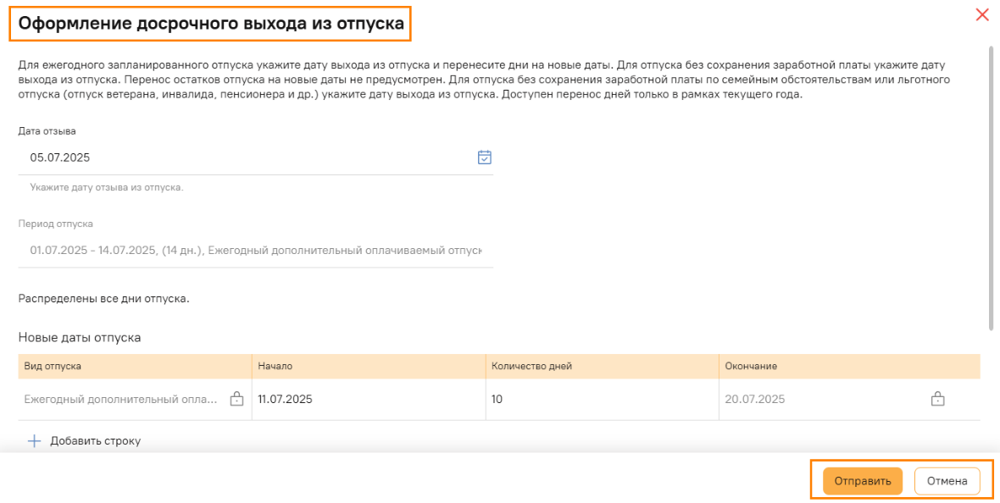 Оформление досрочного выхода из отпуска
Для ежегодного запланированного отпуска укажите дату выхода из отпуска и перенесите дни на новые даты. Для отпуска без сохранения заработной платы укажите дату
выхода из отпуска. Перенос остатков отпуска на новые даты не предусмотрен. Для отпуска без сохранения заработной платы по семейным обстоятельствам или льготного
отпуска (отпуск ветерана, инвалида, пенсионера и др.) укажите дату выхода из отпуска. Доступен перенос дней только в рамках текущего года.
Дата отзыва
05.07.2025
Укажите дату отзыва из отпуска.
Период отпуска
01.07.2025 - 14.07.2025, (14 дн.), Ежегодный дополнительный оплачиваемый отпуск
Распределены все дни отпуска.
Новые даты отпуска
Вид отпуска Начало Количество дней Окончание
Ежегодный дополнительный опла... 11.07.2025 10 20.07.2025
Добавить строку
Отправить Отмена